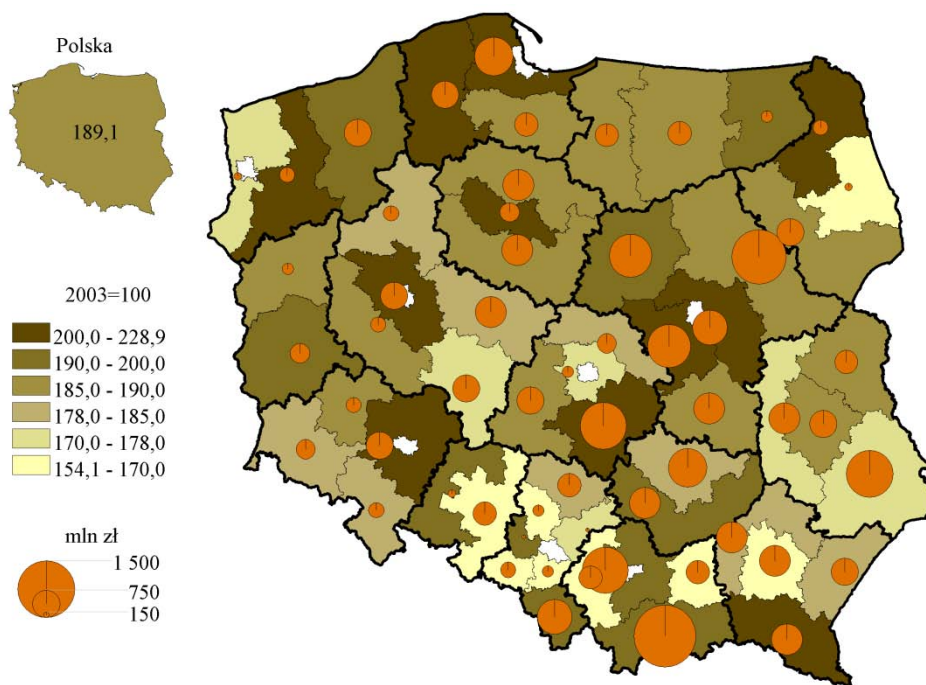 Polska
189,1
2003=100
200,0 - 228,9
190,0 - 200,0
185,0 - 190,0
178,0 - 185,0
170,0 - 178,0
154,1 - 170,0
mln zł
1 500
750
150